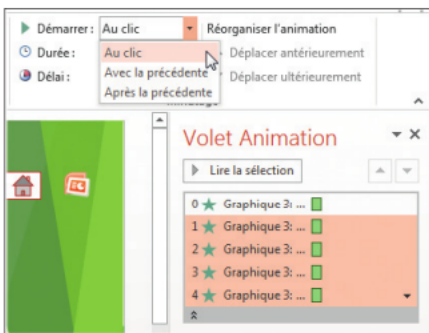 Démarrer : Au clic Réorganiser l'animation
Durée : Au clic Déplacer antérieurement
Délai : Avec la précédente Déplacer ultérieurement
Après la précédente
Volet Animation
Lire la sélection
0 Graphique 3: ...
1 Graphique 3: ...
2 Graphique 3: ...
3 Graphique 3: ...
4 Graphique 3: ...